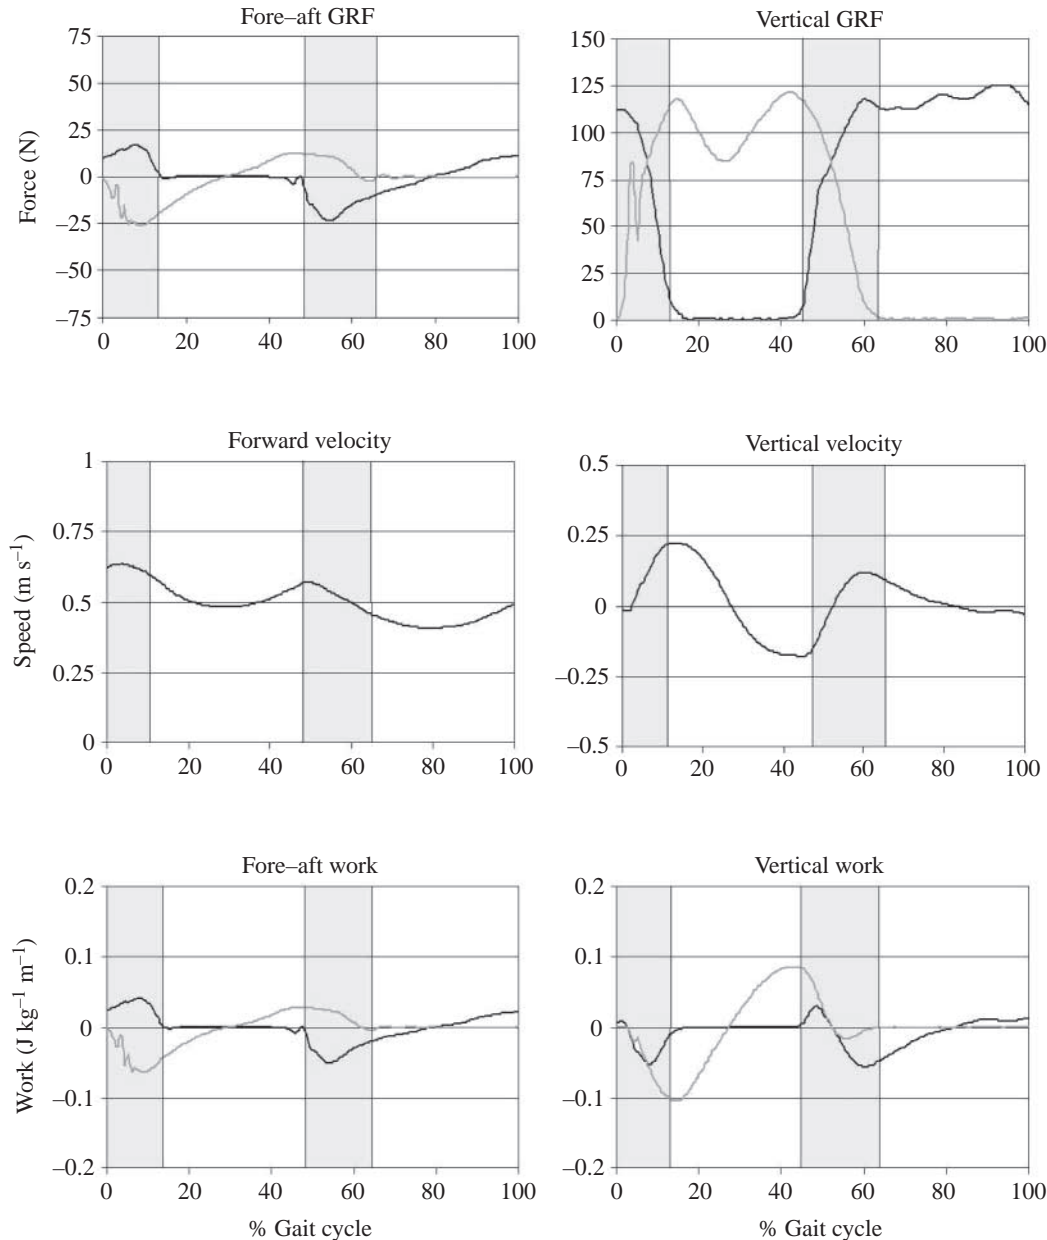 Fore–aft GRF
75
50
25
0
–25
–50
–75
Force (N)
0 20 40 60 80 100
Vertical GRF
150
125
100
75
50
25
0
0 20 40 60 80 100
Forward velocity
1
0.75
0.5
0.25
0
Speed (m s⁻¹)
0 20 40 60 80 100
Vertical velocity
0.5
0.25
0
–0.25
–0.5
0 20 40 60 80 100
Fore–aft work
0.2
0.1
0
–0.1
–0.2
Work (J kg⁻¹ m⁻¹)
0 20 40 60 80 100
% Gait cycle
Vertical work
0.2
0.1
0
–0.1
–0.2
0 20 40 60 80 100
% Gait cycle